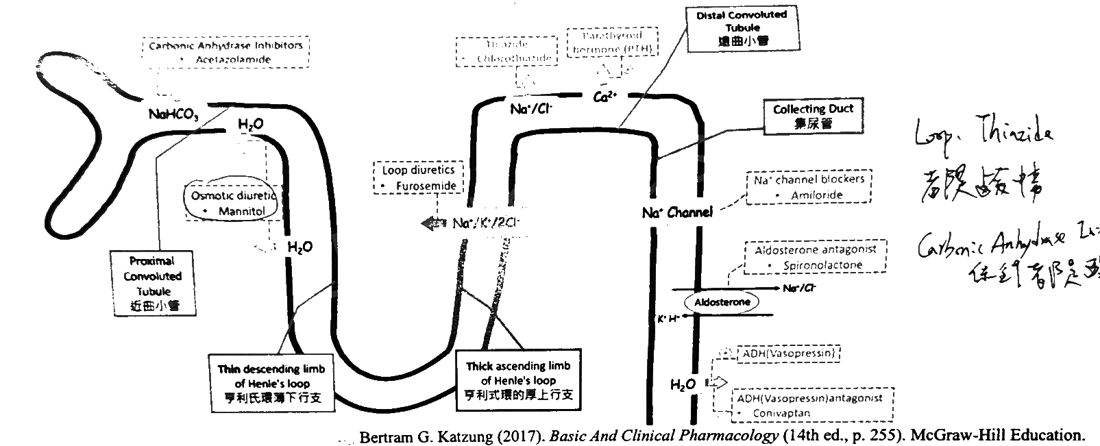 Carbonic Anhydrase Inhibitors
• Acetazolamide
NaHCO₃
H₂O
Osmotic diuretic
• Mannitol
H₂O
Proximal
Convoluted
Tubule
近曲小管
Thin descending limb
of Henle's loop
亨利氏環薄下行支
Loop diuretics
• Furosemide
Na⁺/K⁺/2Cl⁻
Thick ascending limb
of Henle's loop
亨利式環的厚上行支
Thiazide
• Chlorothiazide
Na⁺/Cl⁻
Parathyroid
hormone (PTH)
Ca²⁺
Distal Convoluted
Tubule
遠曲小管
Collecting Duct
集尿管
Na⁺ Channel
Na⁺ channel blockers
• Amiloride
Aldosterone antagonist
• Spironolactone
Na⁺/Cl⁻
Aldosterone
K⁺ H⁺
H₂O
ADH(Vasopressin)
ADH(Vasopressin)antagonist
• Conivaptan
Loop. Thiazide
Carbonic Anhydrase
Bertram G. Katzung (2017). Basic And Clinical Pharmacology (14th ed., p. 255). McGraw-Hill Education.